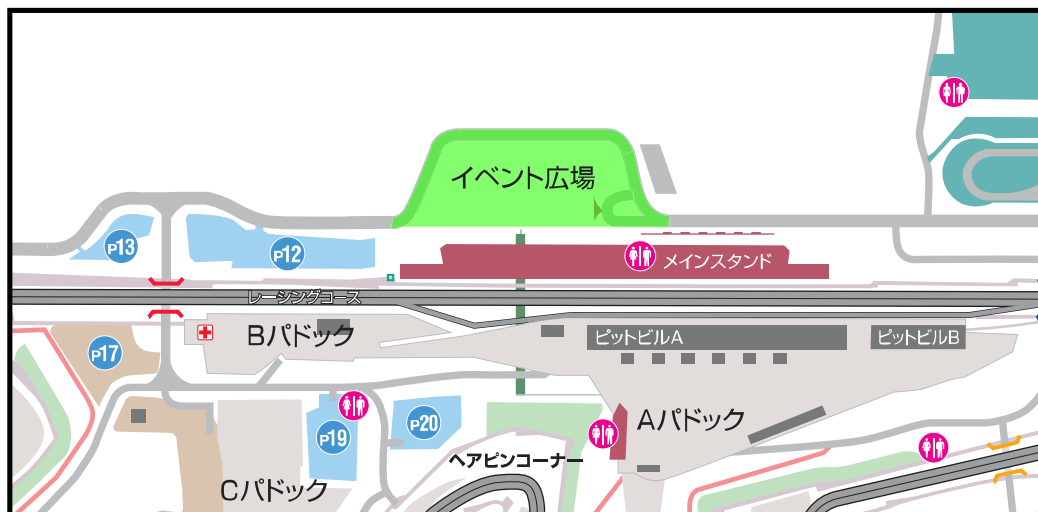 イベント広場
P13
P12
メインスタンド
レーシングコース
Bパドック
ピットビルA
ピットビルB
P17
P19
P20
Aパドック
ヘアピンコーナー
Cパドック